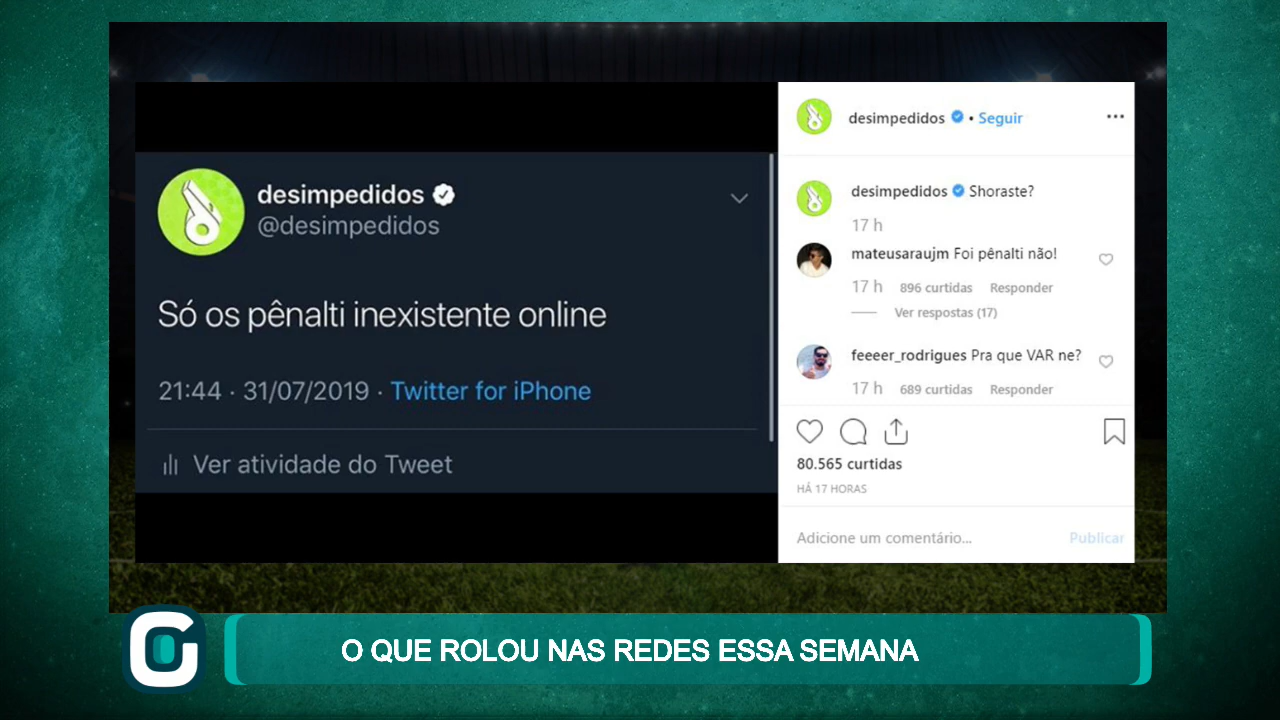 desimpedidos
@desimpedidos
Só os pênalti inexistente online
21:44 · 31/07/2019 · Twitter for iPhone
Ver atividade do Tweet
desimpedidos • Seguir
desimpedidos Shoraste?
17 h
mateusaraujm Foi pênalti não!
17 h 896 curtidas Responder
Ver respostas (17)
feeeer_rodrigues Pra que VAR ne?
17 h 689 curtidas Responder
80.565 curtidas
HÁ 17 HORAS
Adicione um comentário... Publicar
O QUE ROLOU NAS REDES ESSA SEMANA